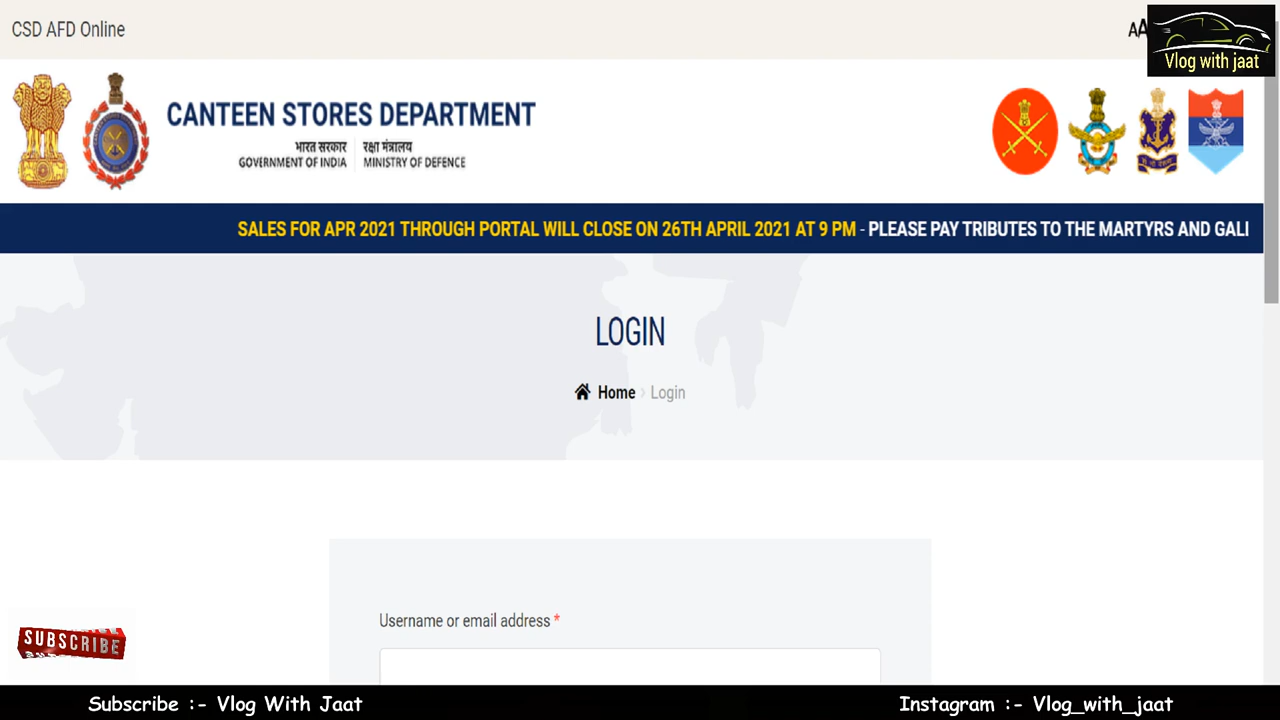 CSD AFD Online
AA
Vlog with jaat
CANTEEN STORES DEPARTMENT
भारत सरकार रक्षा मंत्रालय
GOVERNMENT OF INDIA MINISTRY OF DEFENCE
SALES FOR APR 2021 THROUGH PORTAL WILL CLOSE ON 26TH APRIL 2021 AT 9 PM - PLEASE PAY TRIBUTES TO THE MARTYRS AND GALL
LOGIN
Home › Login
Username or email address *
SUBSCRIBE
Subscribe :- Vlog With Jaat
Instagram :- Vlog_with_jaat